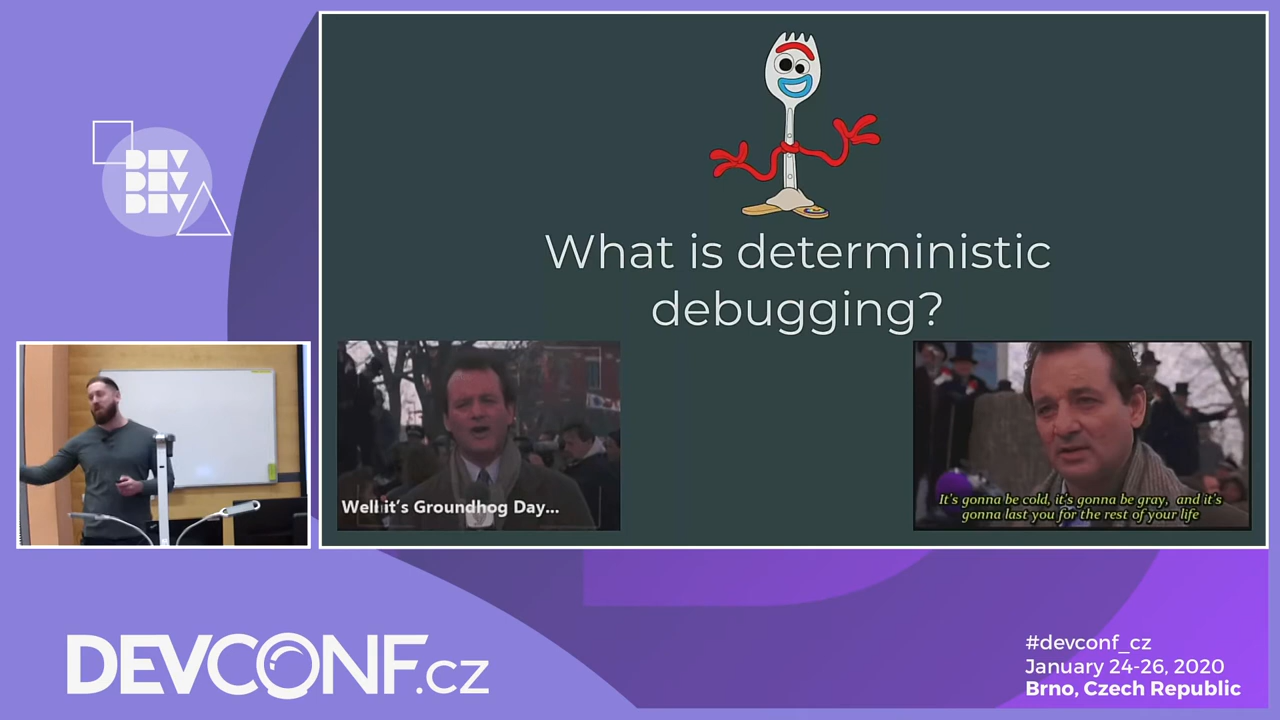 DEV
DEV
DEV
What is deterministic
debugging?
Well it's Groundhog Day...
It's gonna be cold, it's gonna be gray, and it's
gonna last you for the rest of your life
DEVCONF.cz
#devconf_cz
January 24-26, 2020
Brno, Czech Republic